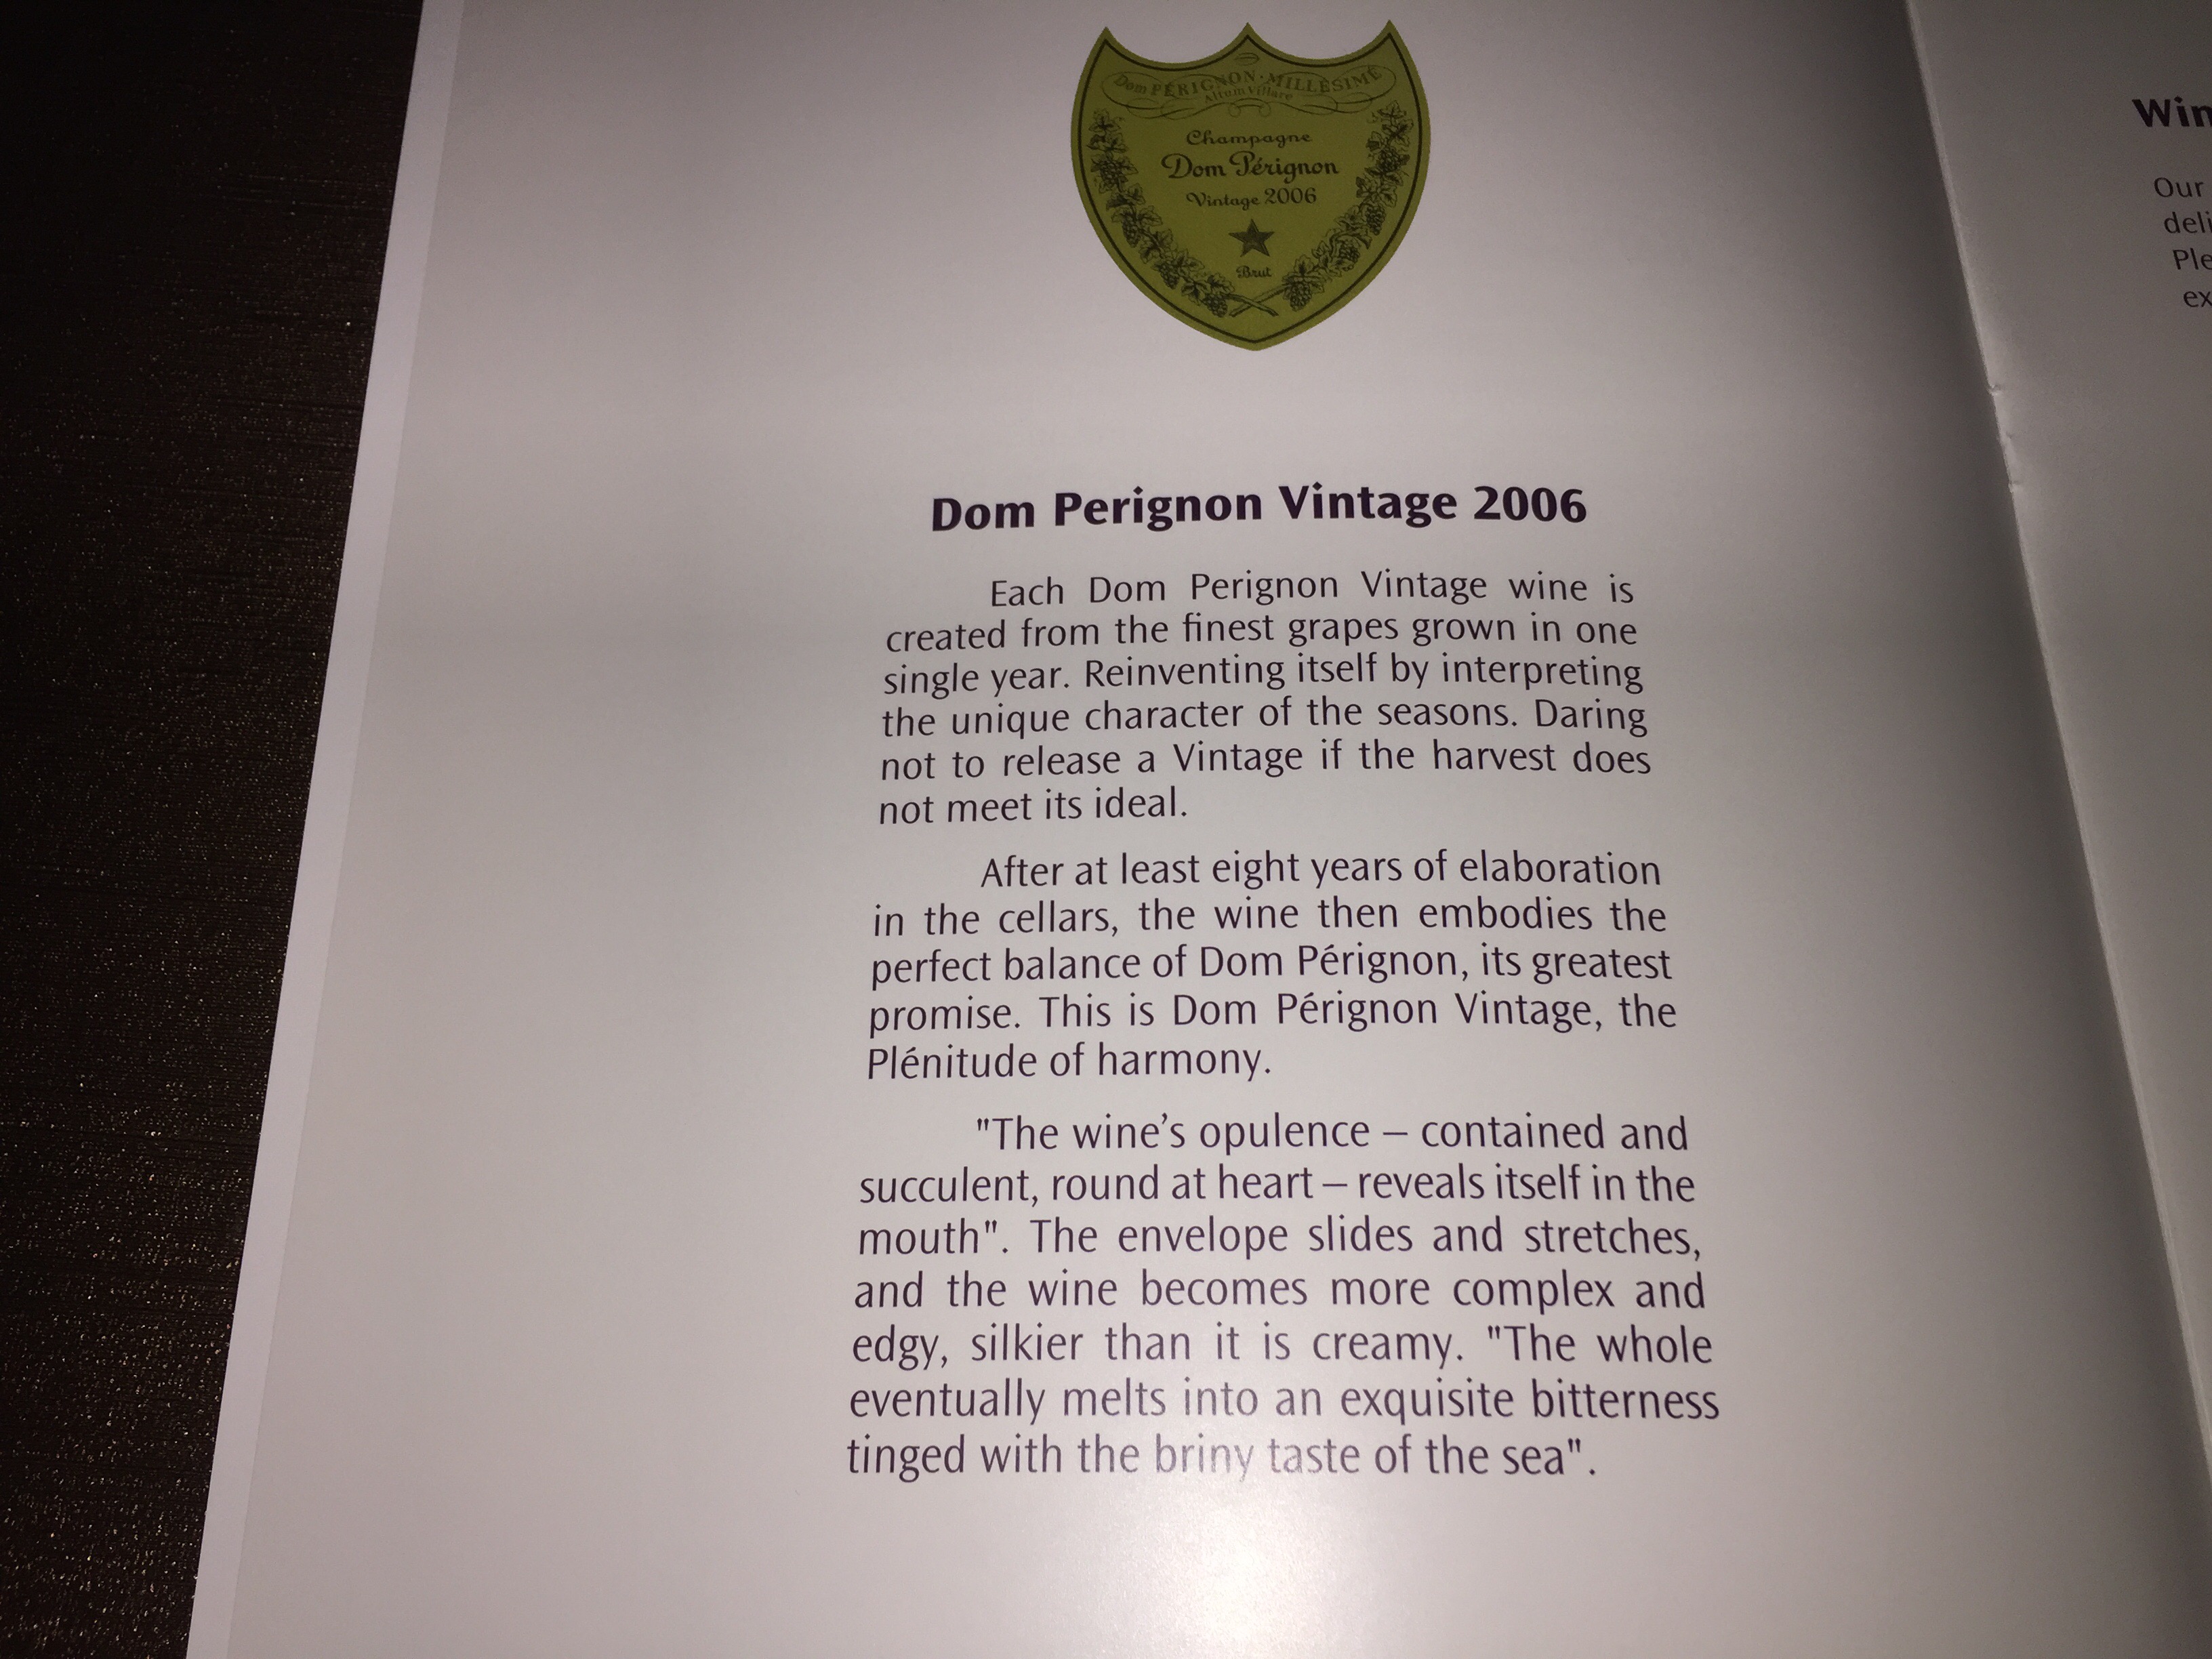 Dom PÉRIGNON · MILLÉSIMÉ
Altum Villare
Champagne
Dom Pérignon
Vintage 2006
Brut
Dom Perignon Vintage 2006
Each Dom Perignon Vintage wine is
created from the finest grapes grown in one
single year. Reinventing itself by interpreting
the unique character of the seasons. Daring
not to release a Vintage if the harvest does
not meet its ideal.
After at least eight years of elaboration
in the cellars, the wine then embodies the
perfect balance of Dom Pérignon, its greatest
promise. This is Dom Pérignon Vintage, the
Plénitude of harmony.
"The wine’s opulence – contained and
succulent, round at heart – reveals itself in the
mouth". The envelope slides and stretches,
and the wine becomes more complex and
edgy, silkier than it is creamy. "The whole
eventually melts into an exquisite bitterness
tinged with the briny taste of the sea".
Our